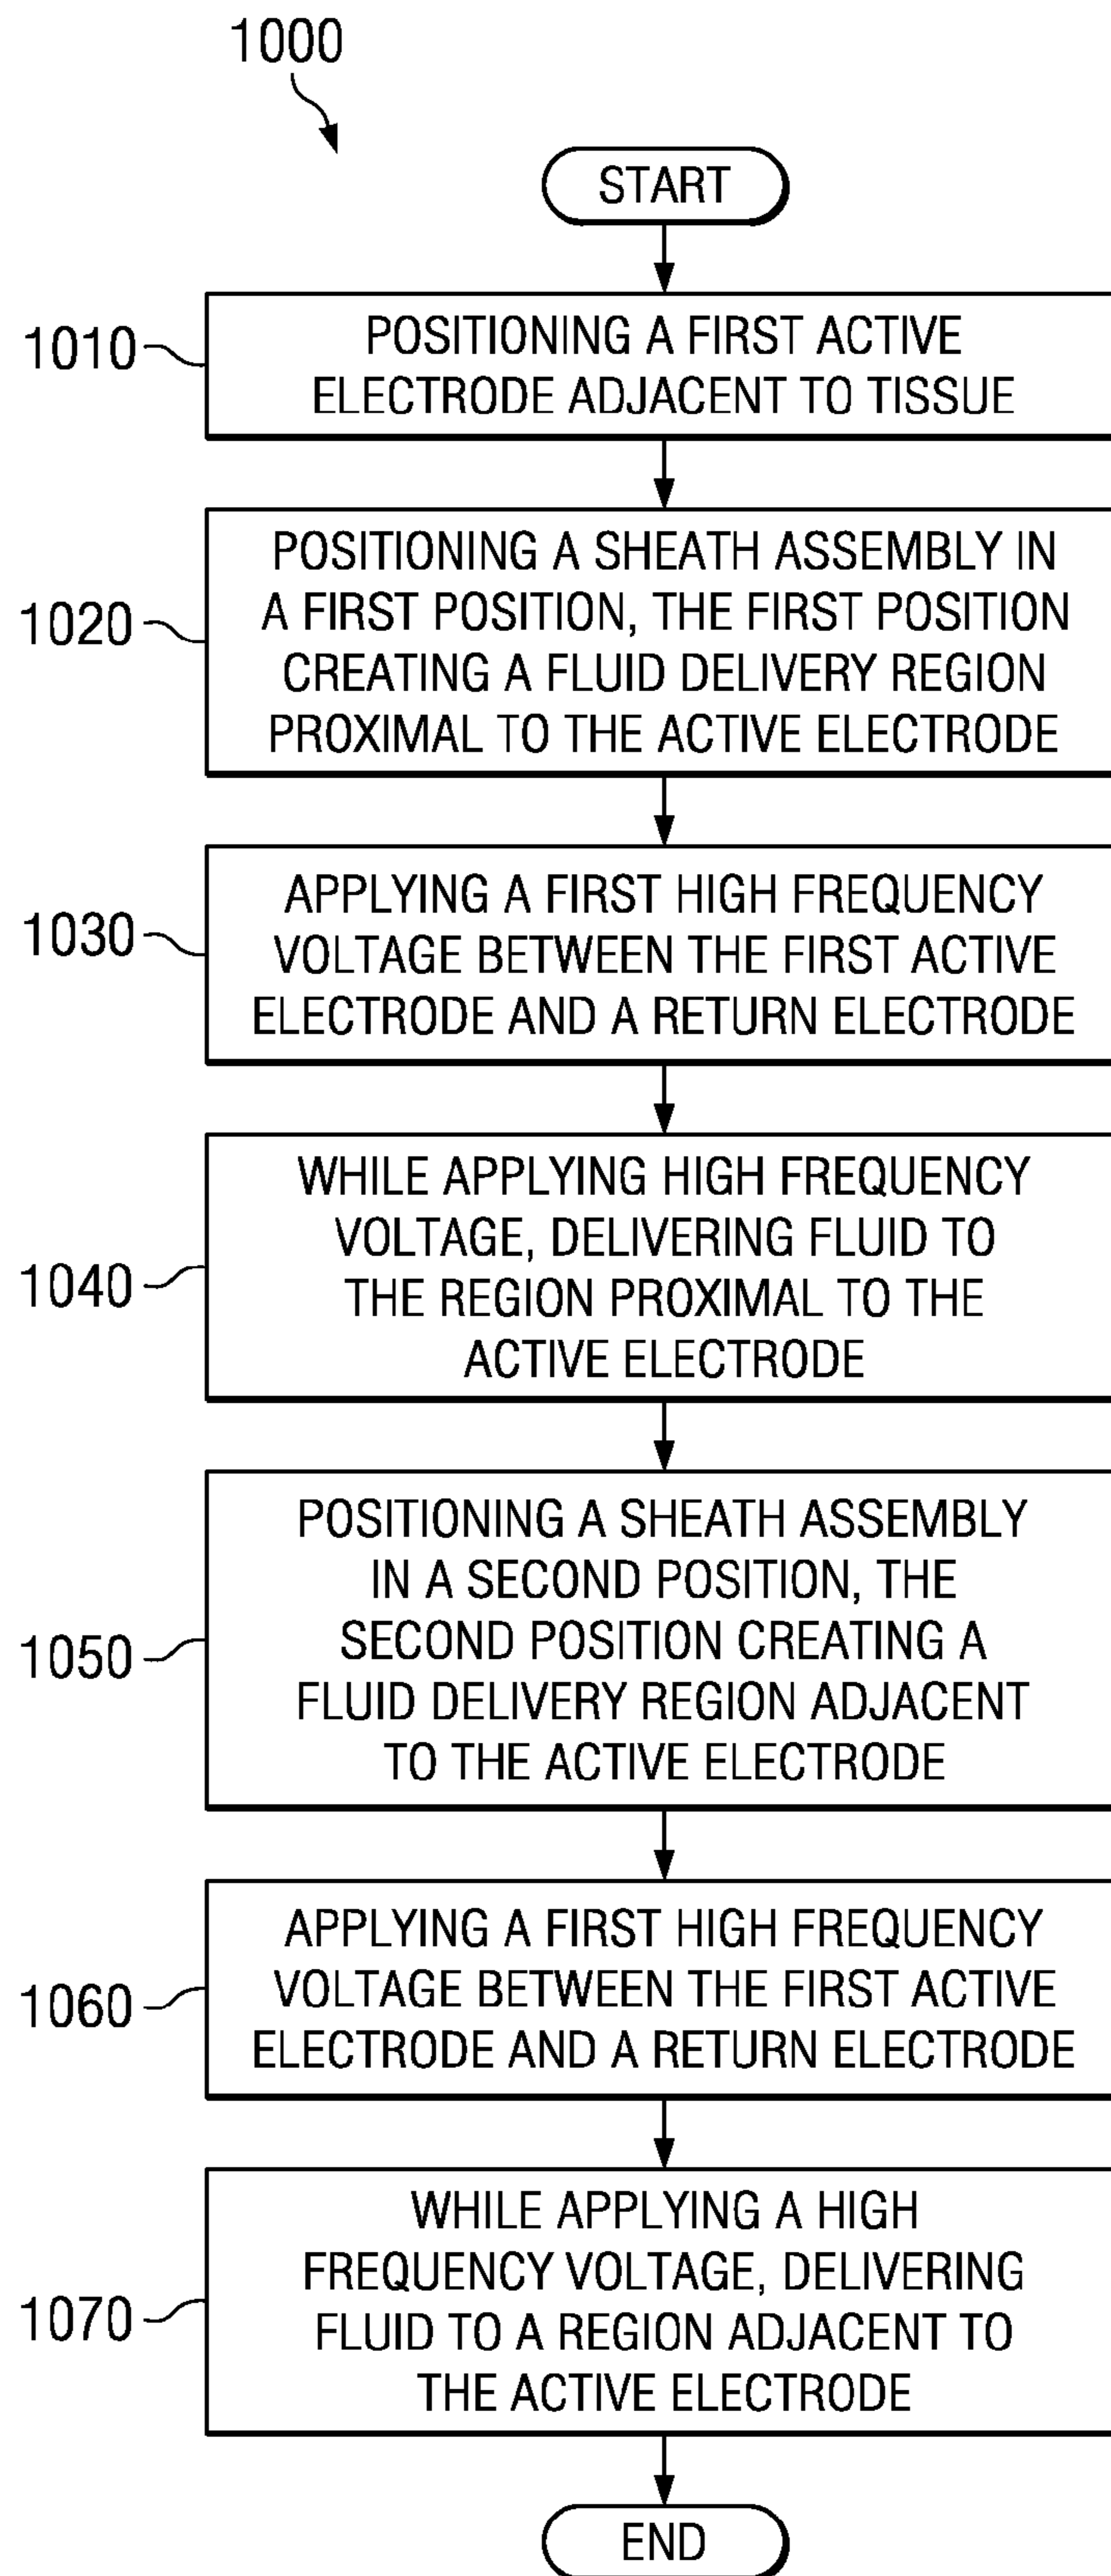 1000
START
1010
POSITIONING A FIRST ACTIVE
ELECTRODE ADJACENT TO TISSUE
1020
POSITIONING A SHEATH ASSEMBLY IN
A FIRST POSITION, THE FIRST POSITION
CREATING A FLUID DELIVERY REGION
PROXIMAL TO THE ACTIVE ELECTRODE
1030
APPLYING A FIRST HIGH FREQUENCY
VOLTAGE BETWEEN THE FIRST ACTIVE
ELECTRODE AND A RETURN ELECTRODE
1040
WHILE APPLYING HIGH FREQUENCY
VOLTAGE, DELIVERING FLUID TO
THE REGION PROXIMAL TO THE
ACTIVE ELECTRODE
1050
POSITIONING A SHEATH ASSEMBLY
IN A SECOND POSITION, THE
SECOND POSITION CREATING A
FLUID DELIVERY REGION ADJACENT
TO THE ACTIVE ELECTRODE
1060
APPLYING A FIRST HIGH FREQUENCY
VOLTAGE BETWEEN THE FIRST ACTIVE
ELECTRODE AND A RETURN ELECTRODE
1070
WHILE APPLYING A HIGH
FREQUENCY VOLTAGE, DELIVERING
FLUID TO A REGION ADJACENT TO
THE ACTIVE ELECTRODE
END